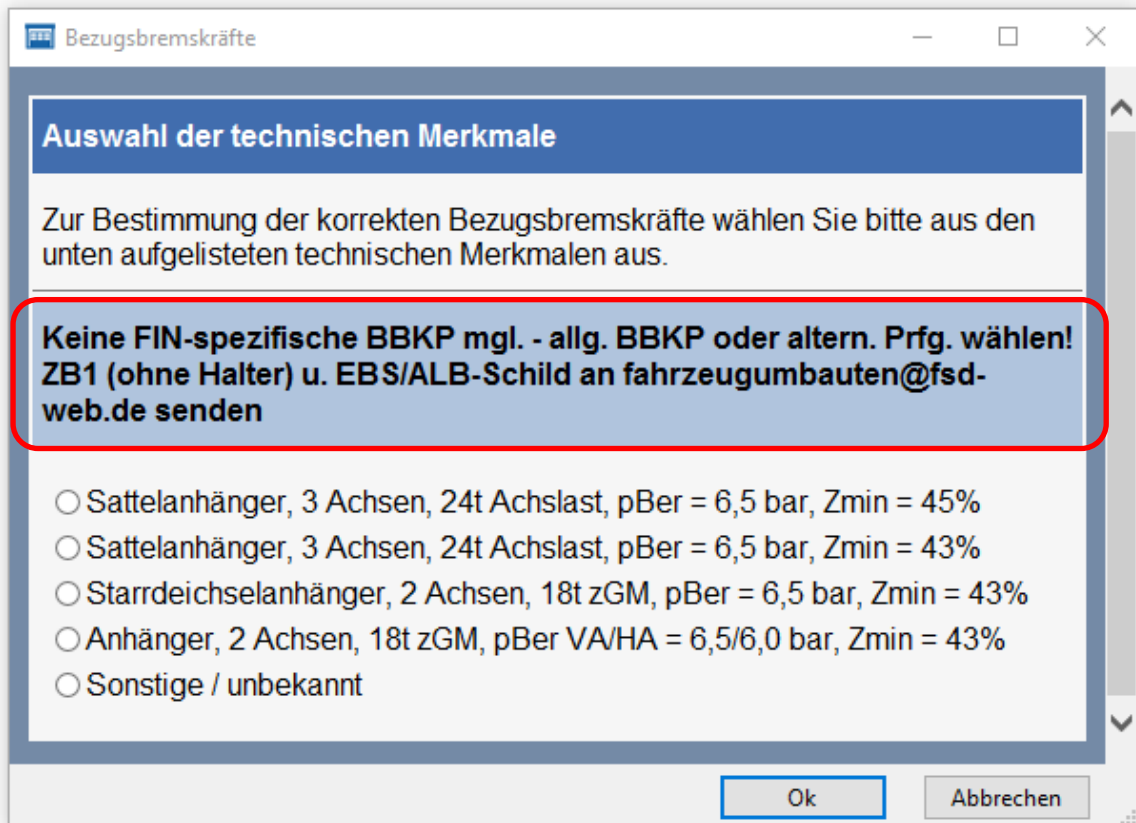 Bezugsbremskräfte
Auswahl der technischen Merkmale
Zur Bestimmung der korrekten Bezugsbremskräfte wählen Sie bitte aus den
unten aufgelisteten technischen Merkmalen aus.
Keine FIN-spezifische BBKP mgl. - allg. BBKP oder altern. Prfg. wählen!
ZB1 (ohne Halter) u. EBS/ALB-Schild an fahrzeugumbauten@fsd-
web.de senden
Sattelanhänger, 3 Achsen, 24t Achslast, pBer = 6,5 bar, Zmin = 45%
Sattelanhänger, 3 Achsen, 24t Achslast, pBer = 6,5 bar, Zmin = 43%
Starrdeichselanhänger, 2 Achsen, 18t zGM, pBer = 6,5 bar, Zmin = 43%
Anhänger, 2 Achsen, 18t zGM, pBer VA/HA = 6,5/6,0 bar, Zmin = 43%
Sonstige / unbekannt
Ok Abbrechen